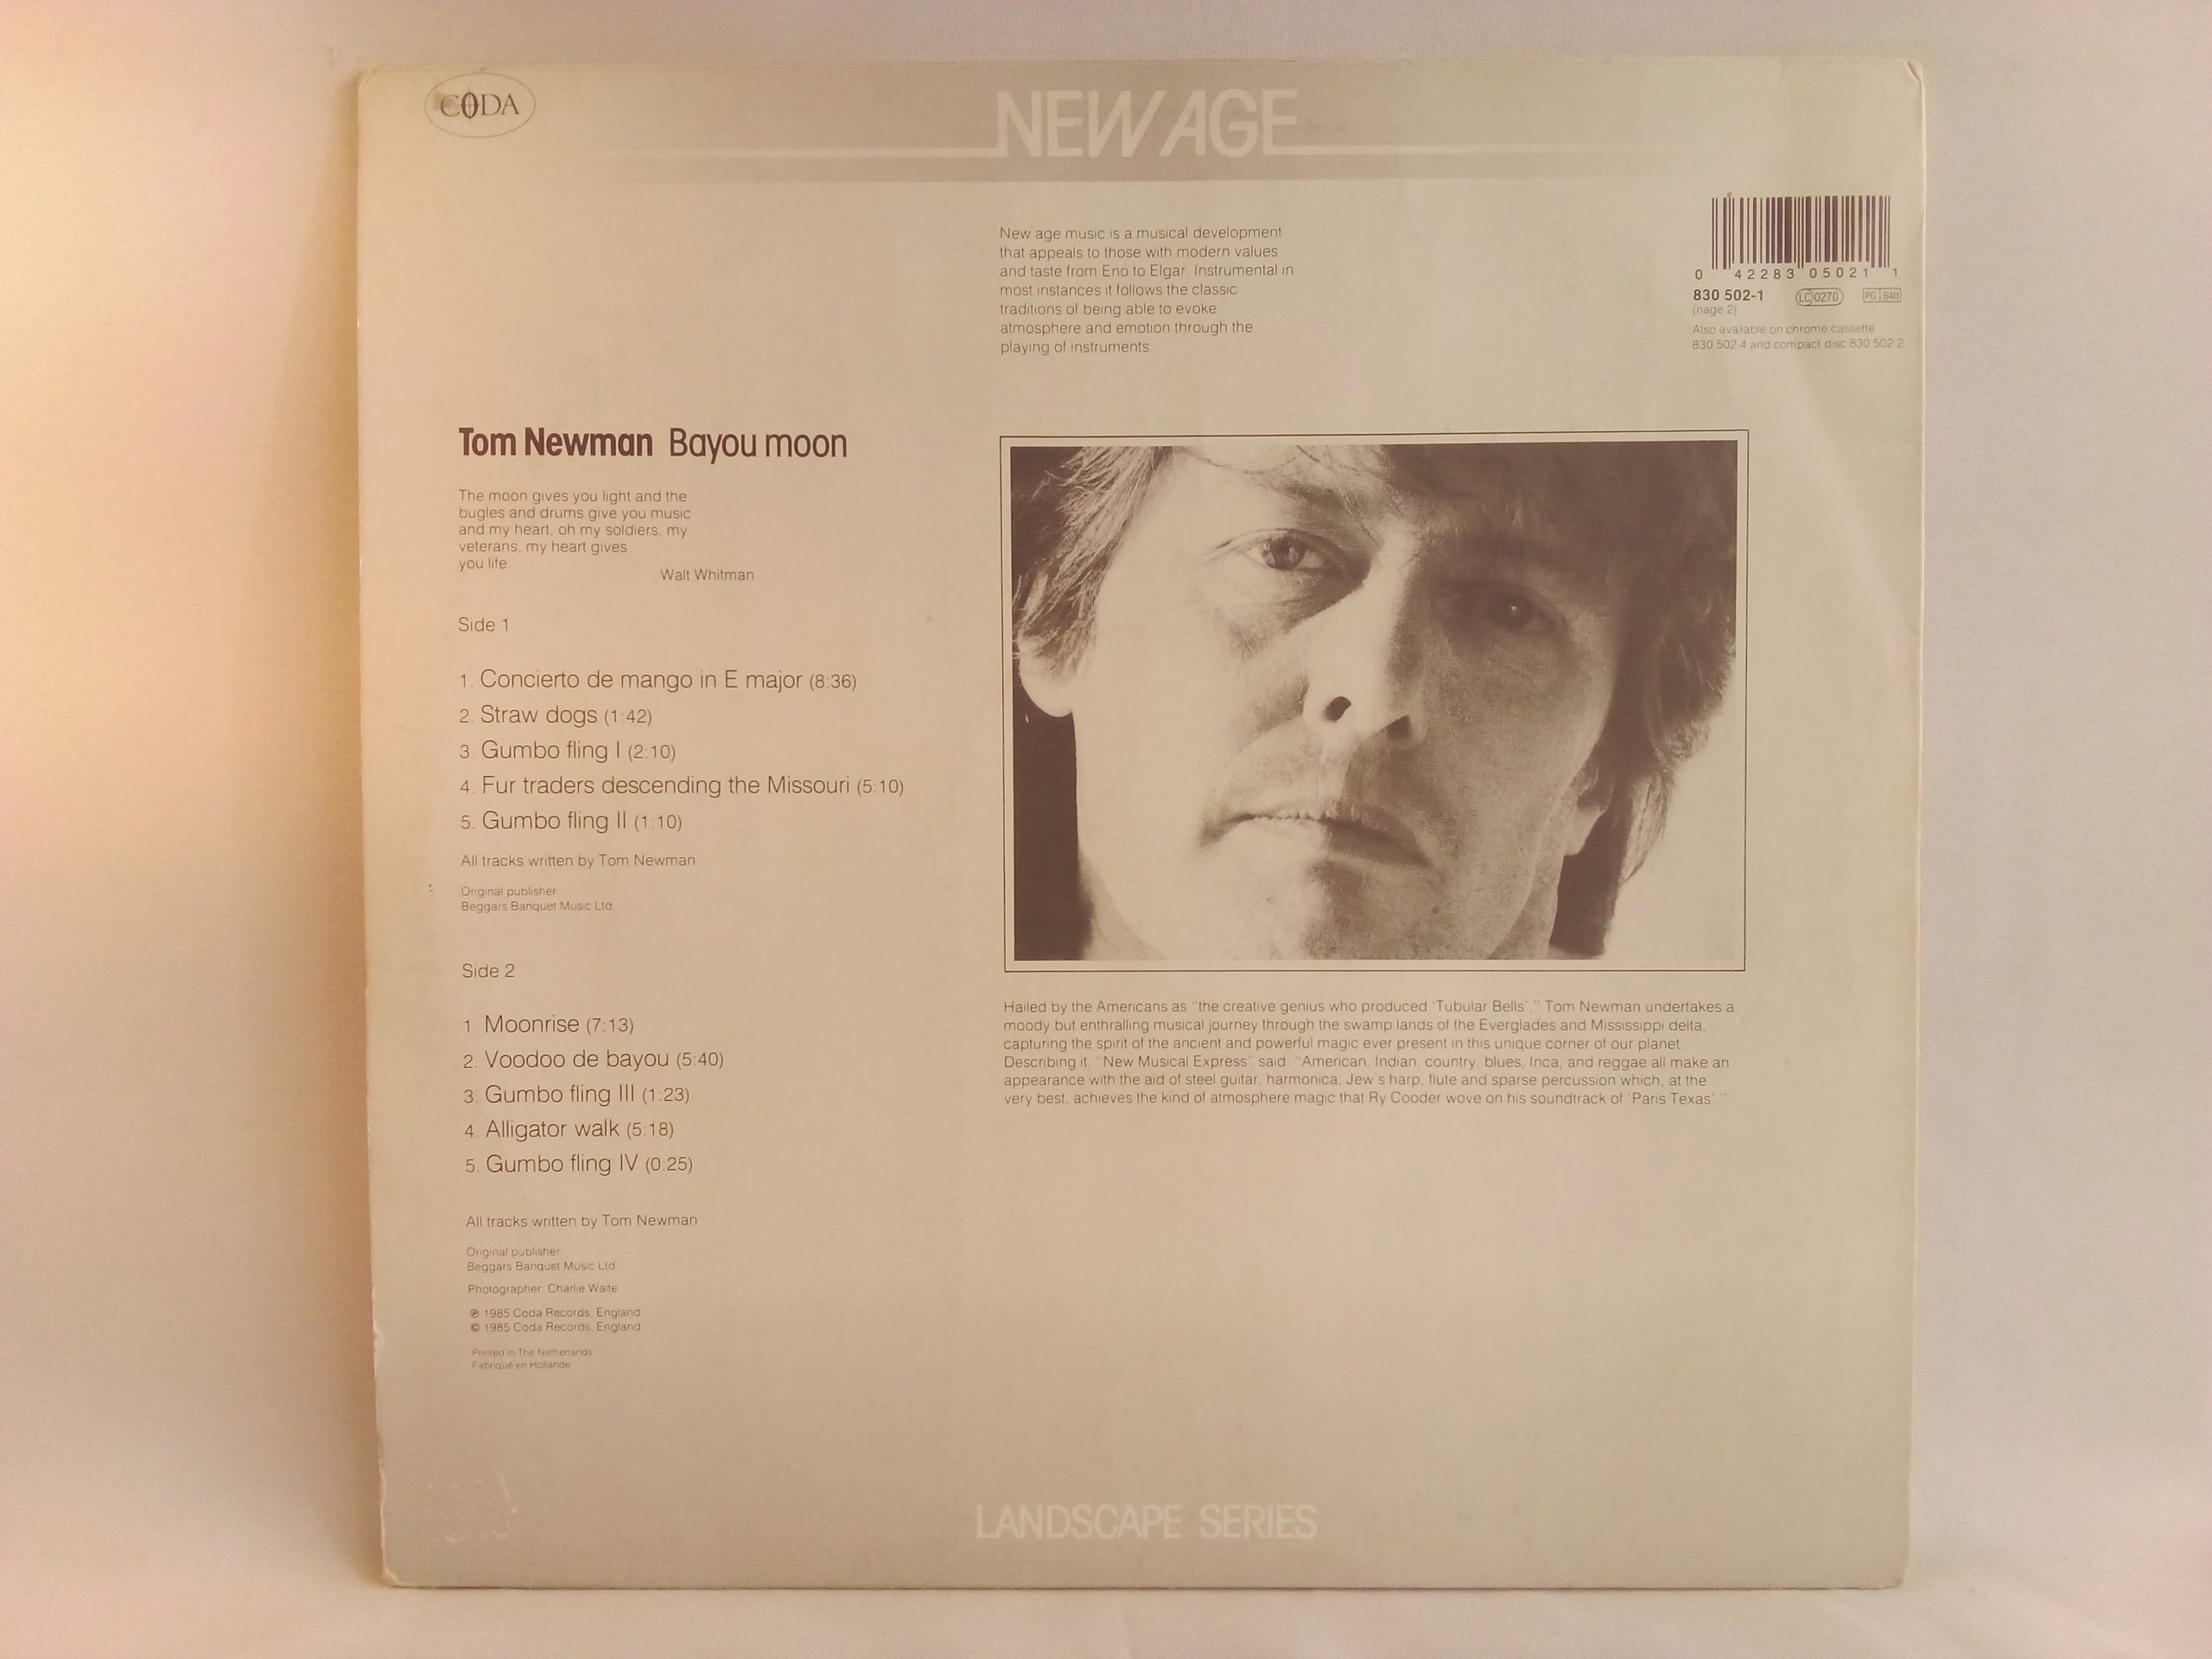 CODA
NEW AGE
New age music is a musical development
that appeals to those with modern values
and taste from Eno to Elgar. Instrumental in
most instances it follows the classic
traditions of being able to evoke
atmosphere and emotion through the
playing of instruments.
0 42283 05021 1
830 502-1 LC 0270 PG 640
(nage 2)
Also available on chrome cassette
830 502 4 and compact disc 830 502 2
Tom Newman Bayou moon
The moon gives you light and the
bugles and drums give you music
and my heart, oh my soldiers, my
veterans, my heart gives
you life.
Walt Whitman
Side 1
1. Concierto de mango in E major (8:36)
2. Straw dogs (1:42)
3. Gumbo fling I (2:10)
4. Fur traders descending the Missouri (5:10)
5. Gumbo fling II (1:10)
All tracks written by Tom Newman
Original publisher
Beggars Banquet Music Ltd.
Side 2
1. Moonrise (7:13)
2. Voodoo de bayou (5:40)
3. Gumbo fling III (1:23)
4. Alligator walk (5:18)
5. Gumbo fling IV (0:25)
All tracks written by Tom Newman
Original publisher
Beggars Banquet Music Ltd.
Photographer: Charlie Waite
℗ 1985 Coda Records. England
© 1985 Coda Records. England
Printed in The Netherlands
Fabriqué en Hollande
Hailed by the Americans as "the creative genius who produced 'Tubular Bells'," Tom Newman undertakes a
moody but enthralling musical journey through the swamp lands of the Everglades and Mississippi delta,
capturing the spirit of the ancient and powerful magic ever present in this unique corner of our planet.
Describing it, "New Musical Express" said: "American, Indian, country, blues, Inca, and reggae all make an
appearance with the aid of steel guitar, harmonica, Jew's harp, flute and sparse percussion which, at the
very best, achieves the kind of atmosphere magic that Ry Cooder wove on his soundtrack of 'Paris Texas'."
LANDSCAPE SERIES